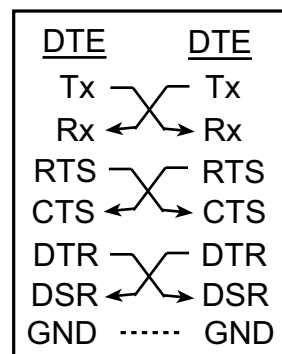 DTE DTE
Tx Tx
Rx Rx
RTS RTS
CTS CTS
DTR DTR
DSR DSR
GND GND